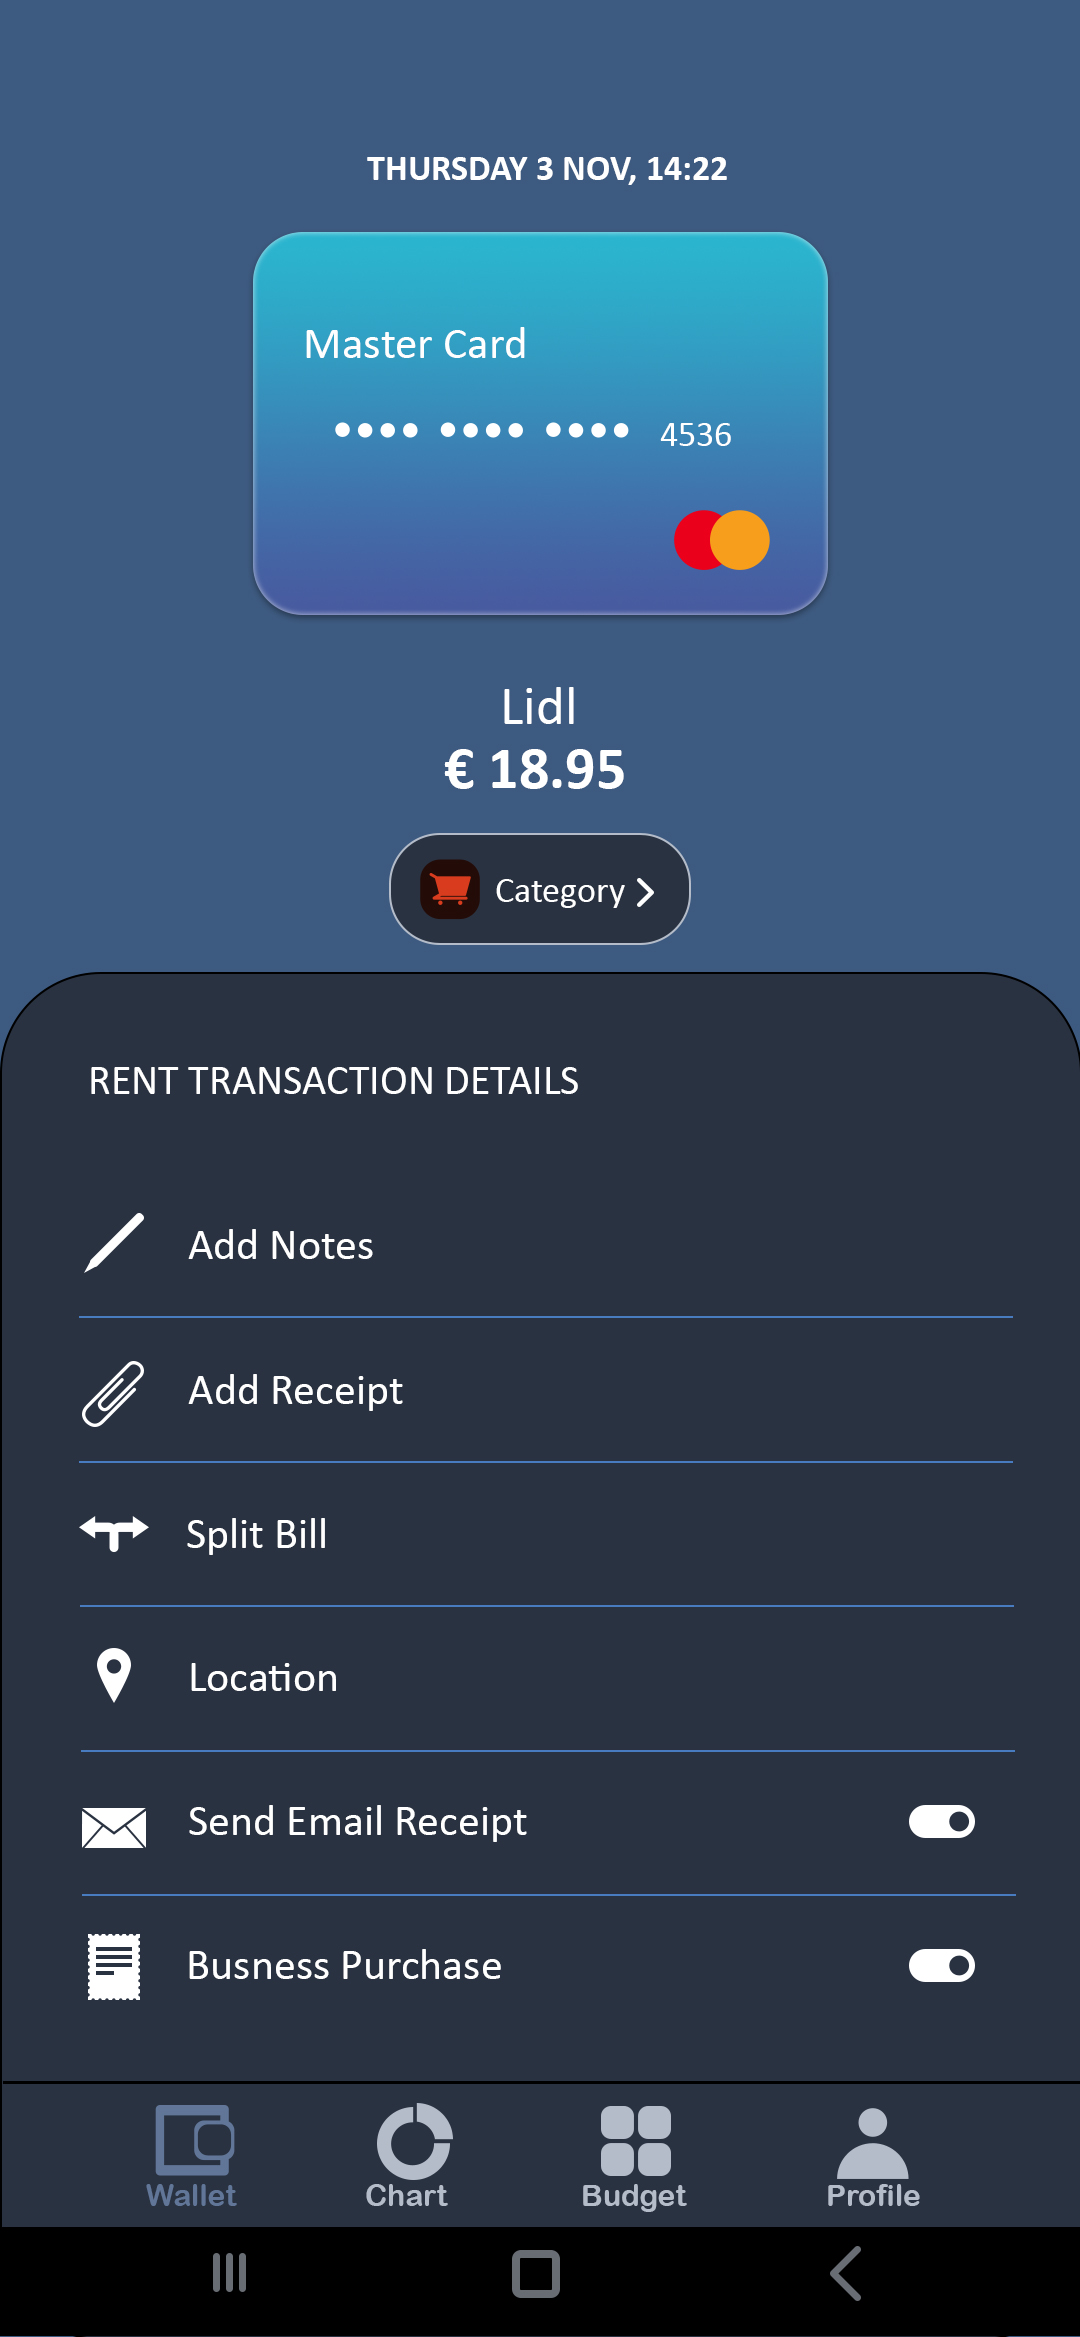 THURSDAY 3 NOV, 14:22
Master Card
•••• •••• •••• 4536
Lidl
€ 18.95
Category
RENT TRANSACTION DETAILS
Add Notes
Add Receipt
Split Bill
Location
Send Email Receipt
Busness Purchase
Wallet Chart Budget Profile